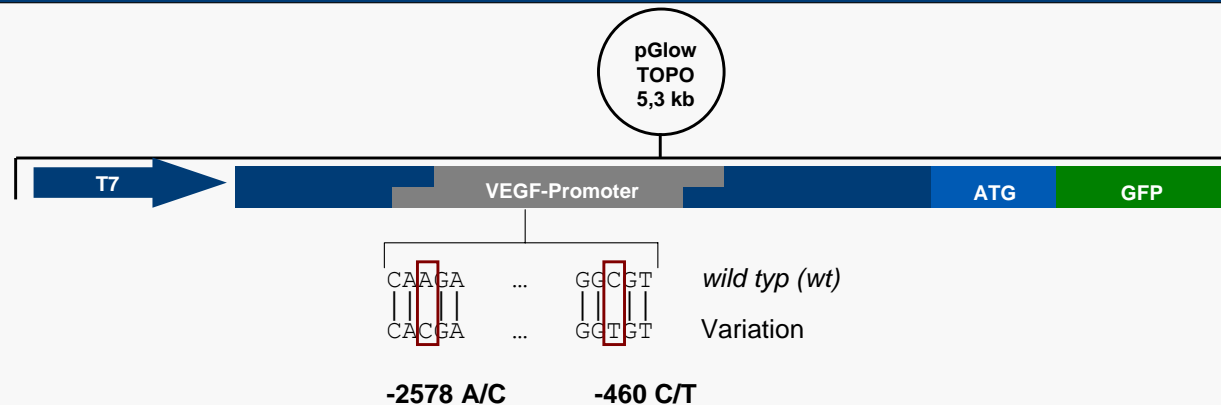 pGlow
TOPO
5,3 kb
T7 VEGF-Promoter ATG GFP
CAAGA ... GGCGT wild typ (wt)
CACGA ... GGTGT Variation
-2578 A/C -460 C/T